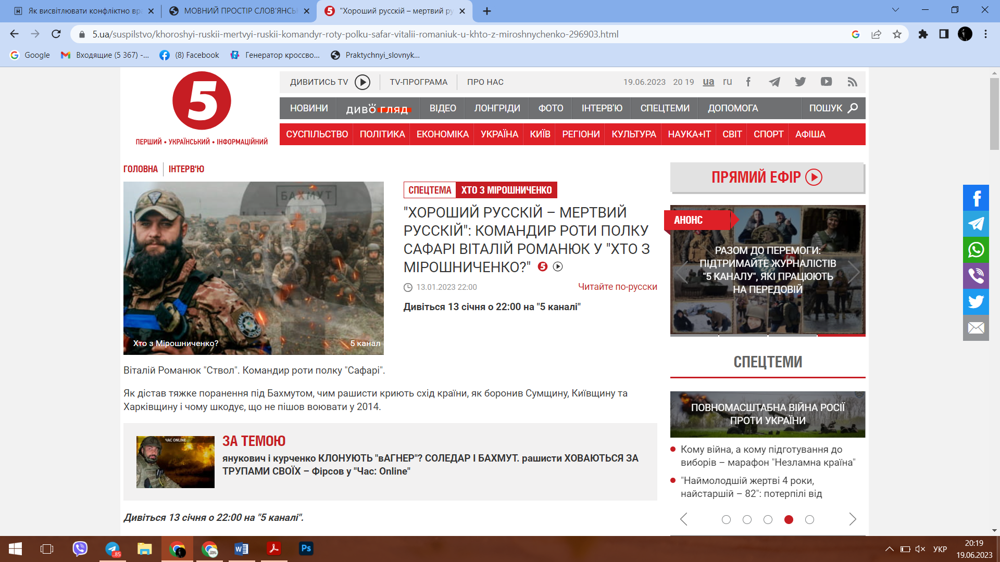 Як висвітлювати конфліктно вра
МОВНИЙ ПРОСТІР СЛОВ'ЯНСЬ
"Хороший русскій – мертвий ру
5.ua/suspilstvo/khoroshyi-ruskii-mertvyi-ruskii-komandyr-roty-polku-safar-vitalii-romaniuk-u-khto-z-miroshnychenko-296903.html
Google
Входящие (5 367) -...
(8) Facebook
Генератор кроссво...
Praktychnyi_slovnyk...
5
ПЕРШИЙ • УКРАЇНСЬКИЙ • ІНФОРМАЦІЙНИЙ
ДИВИТИСЬ TV
TV-ПРОГРАМА
ПРО НАС
19.06.2023 20 19 ua ru
НОВИНИ ДИВОГЛЯД ВІДЕО ЛОНГРІДИ ФОТО ІНТЕРВ'Ю СПЕЦТЕМИ ДОПОМОГА ПОШУК
СУСПІЛЬСТВО ПОЛІТИКА ЕКОНОМІКА УКРАЇНА КИЇВ РЕГІОНИ КУЛЬТУРА НАУКА+ІТ СВІТ СПОРТ АФІША
ГОЛОВНА ІНТЕРВ'Ю
БАХМУТ
Хто з Мірошниченко?
5 канал
СПЕЦТЕМА ХТО З МІРОШНИЧЕНКО
"ХОРОШИЙ РУССКІЙ – МЕРТВИЙ
РУССКІЙ": КОМАНДИР РОТИ ПОЛКУ
САФАРІ ВІТАЛІЙ РОМАНЮК У "ХТО З
МІРОШНИЧЕНКО?" 5
13.01.2023 22:00
Читайте по-русски
Дивіться 13 січня о 22:00 на "5 каналі"
Віталій Романюк "Ствол". Командир роти полку "Сафарі".
Як дістав тяжке поранення під Бахмутом, чим рашисти криють схід країни, як боронив Сумщину, Київщину та
Харківщину і чому шкодує, що не пішов воювати у 2014.
ЧАС ONLINE
ЗА ТЕМОЮ
янукович і курченко КЛОНУЮТЬ "вАГНЕР"? СОЛЕДАР І БАХМУТ. рашисти ХОВАЮТЬСЯ ЗА
ТРУПАМИ СВОЇХ – Фірсов у "Час: Online"
Дивіться 13 січня о 22:00 на "5 каналі".
ПРЯМИЙ ЕФІР
АНОНС
РАЗОМ ДО ПЕРЕМОГИ:
ПІДТРИМАЙТЕ ЖУРНАЛІСТІВ
"5 КАНАЛУ", ЯКІ ПРАЦЮЮТЬ
НА ПЕРЕДОВІЙ
СПЕЦТЕМИ
ПОВНОМАСШТАБНА ВІЙНА РОСІЇ
ПРОТИ УКРАЇНИ
Кому війна, а кому підготування до
виборів – марафон "Незламна країна"
"Наймолодшій жертві 4 роки,
найстаршій – 82": потерпілі від
..85
Ps
УКР
20:19
19.06.2023